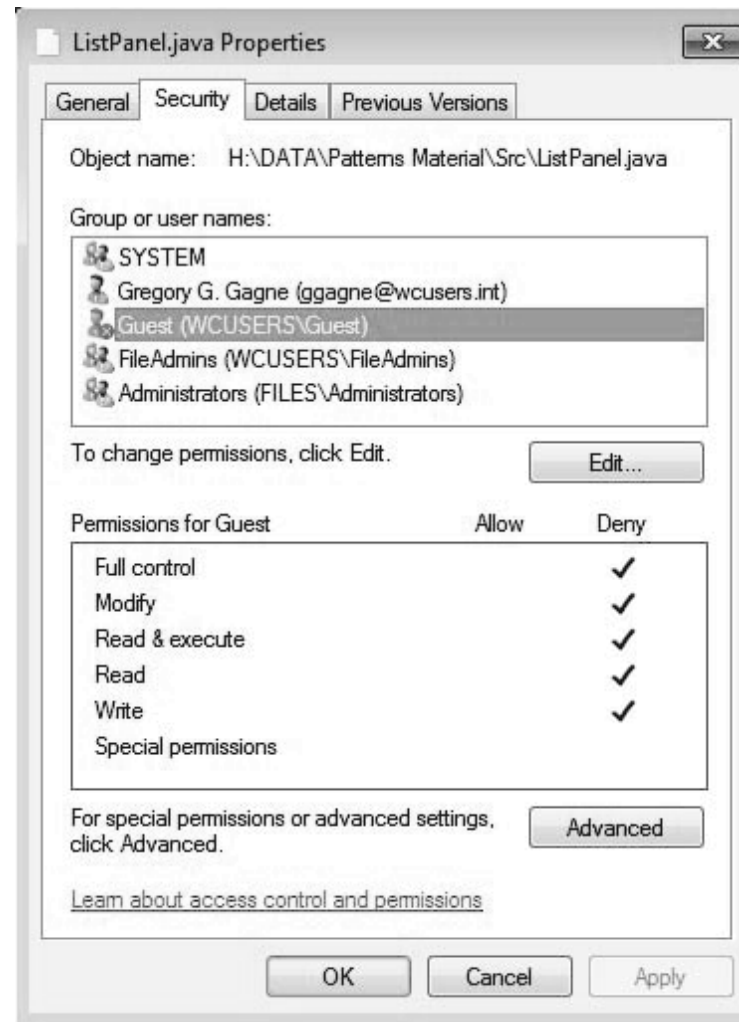 ListPanel.java Properties
General Security Details Previous Versions
Object name: H:\DATA\Patterns Material\Src\ListPanel.java
Group or user names:
SYSTEM
Gregory G. Gagne (ggagne@wcusers.int)
Guest (WCUSERS\Guest)
FileAdmins (WCUSERS\FileAdmins)
Administrators (FILES\Administrators)
To change permissions, click Edit. Edit...
Permissions for Guest Allow Deny
Full control
Modify
Read & execute
Read
Write
Special permissions
For special permissions or advanced settings,
click Advanced. Advanced
Learn about access control and permissions
OK Cancel Apply